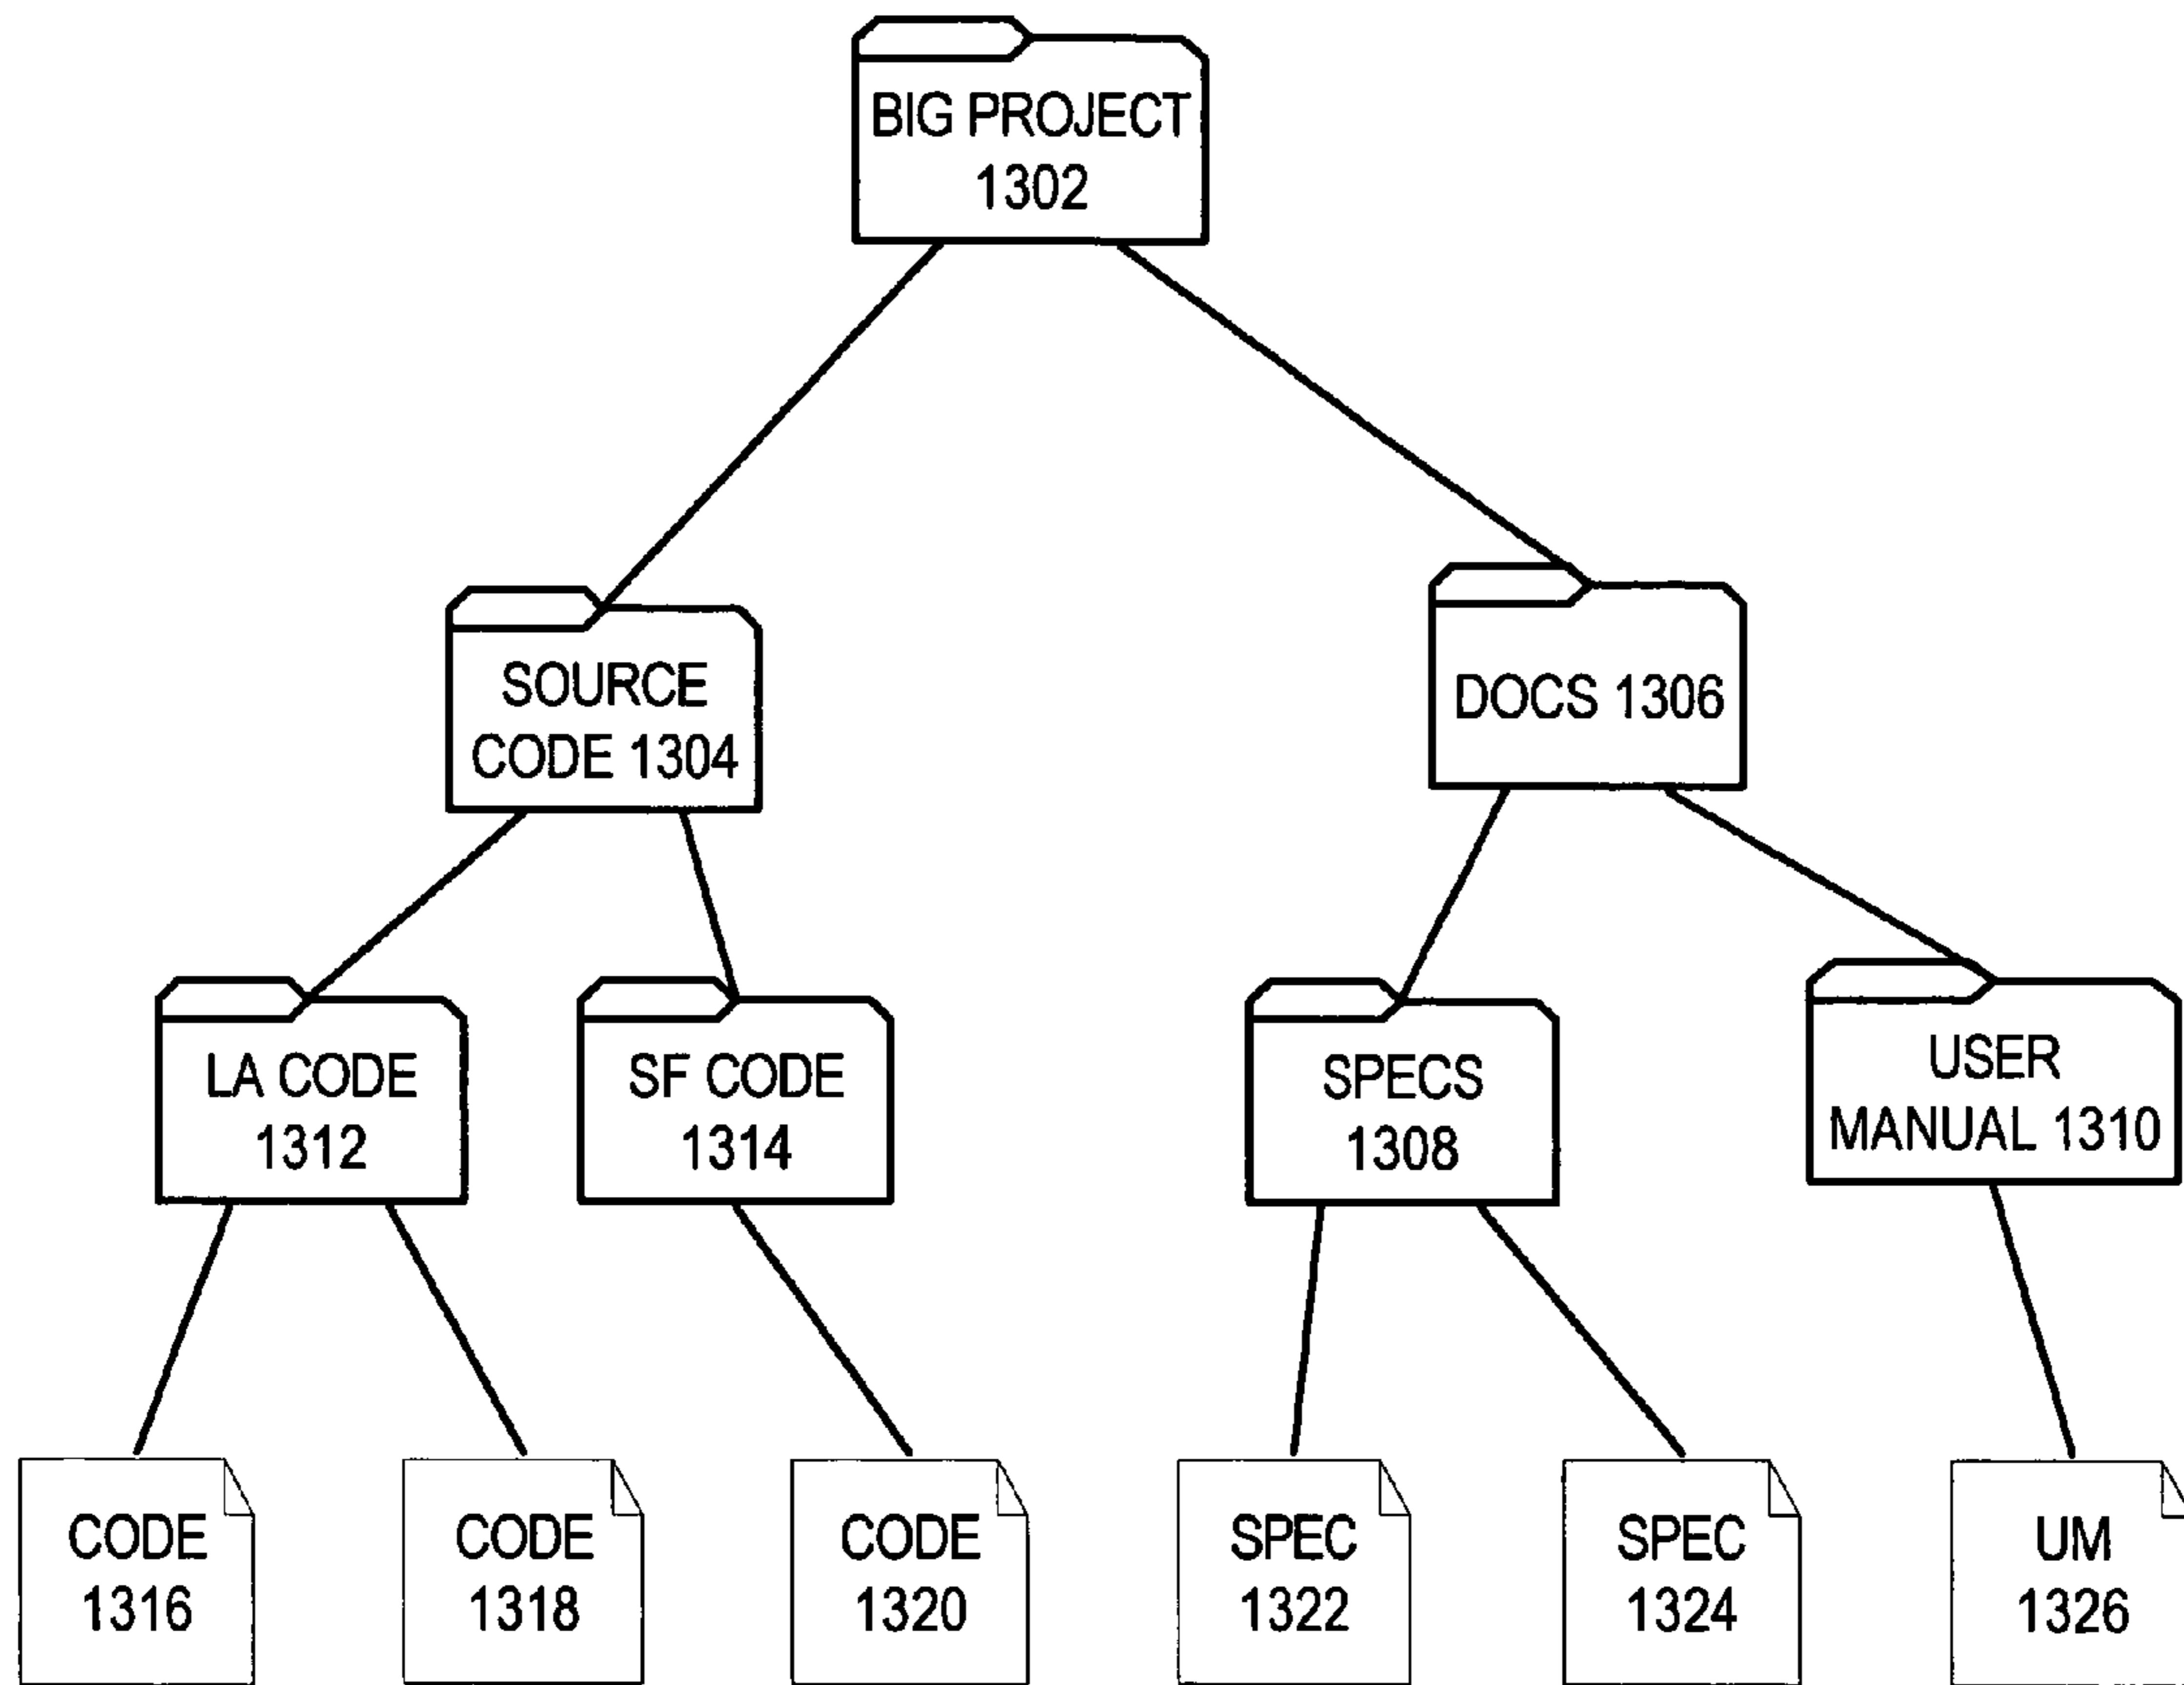 BIG PROJECT
1302
SOURCE
CODE 1304
DOCS 1306
LA CODE
1312
SF CODE
1314
SPECS
1308
USER
MANUAL 1310
CODE
1316
CODE
1318
CODE
1320
SPEC
1322
SPEC
1324
UM
1326